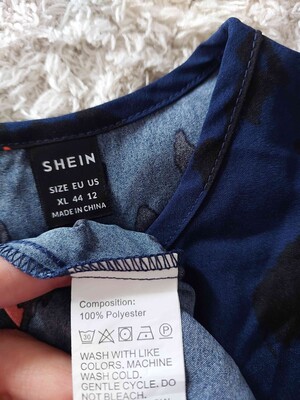 SHEIN
SIZE EU US
XL 44 12
MADE IN CHINA
Composition:
100% Polyester
WASH WITH LIKE
COLORS. MACHINE
WASH COLD.
GENTLE CYCLE. DO
NOT BLEACH.